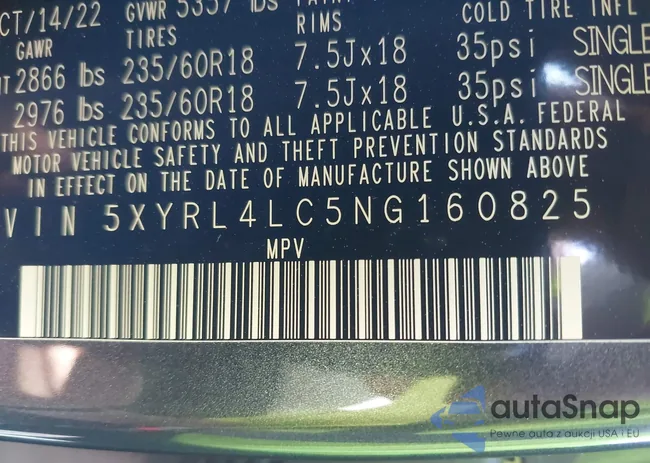 CT/14/22 GVWR 5357 lbs
GAWR TIRES RIMS COLD TIRE INFL
NT 2866 lbs 235/60R18 7.5Jx18 35psi SINGLE
2976 lbs 235/60R18 7.5Jx18 35psi SINGLE
THIS VEHICLE CONFORMS TO ALL APPLICABLE U.S.A. FEDERAL
MOTOR VEHICLE SAFETY AND THEFT PREVENTION STANDARDS
IN EFFECT ON THE DATE OF MANUFACTURE SHOWN ABOVE
VIN 5XYRL4LC5NG160825
MPV
autaSnap
Pewne auta z aukcji USA i EU